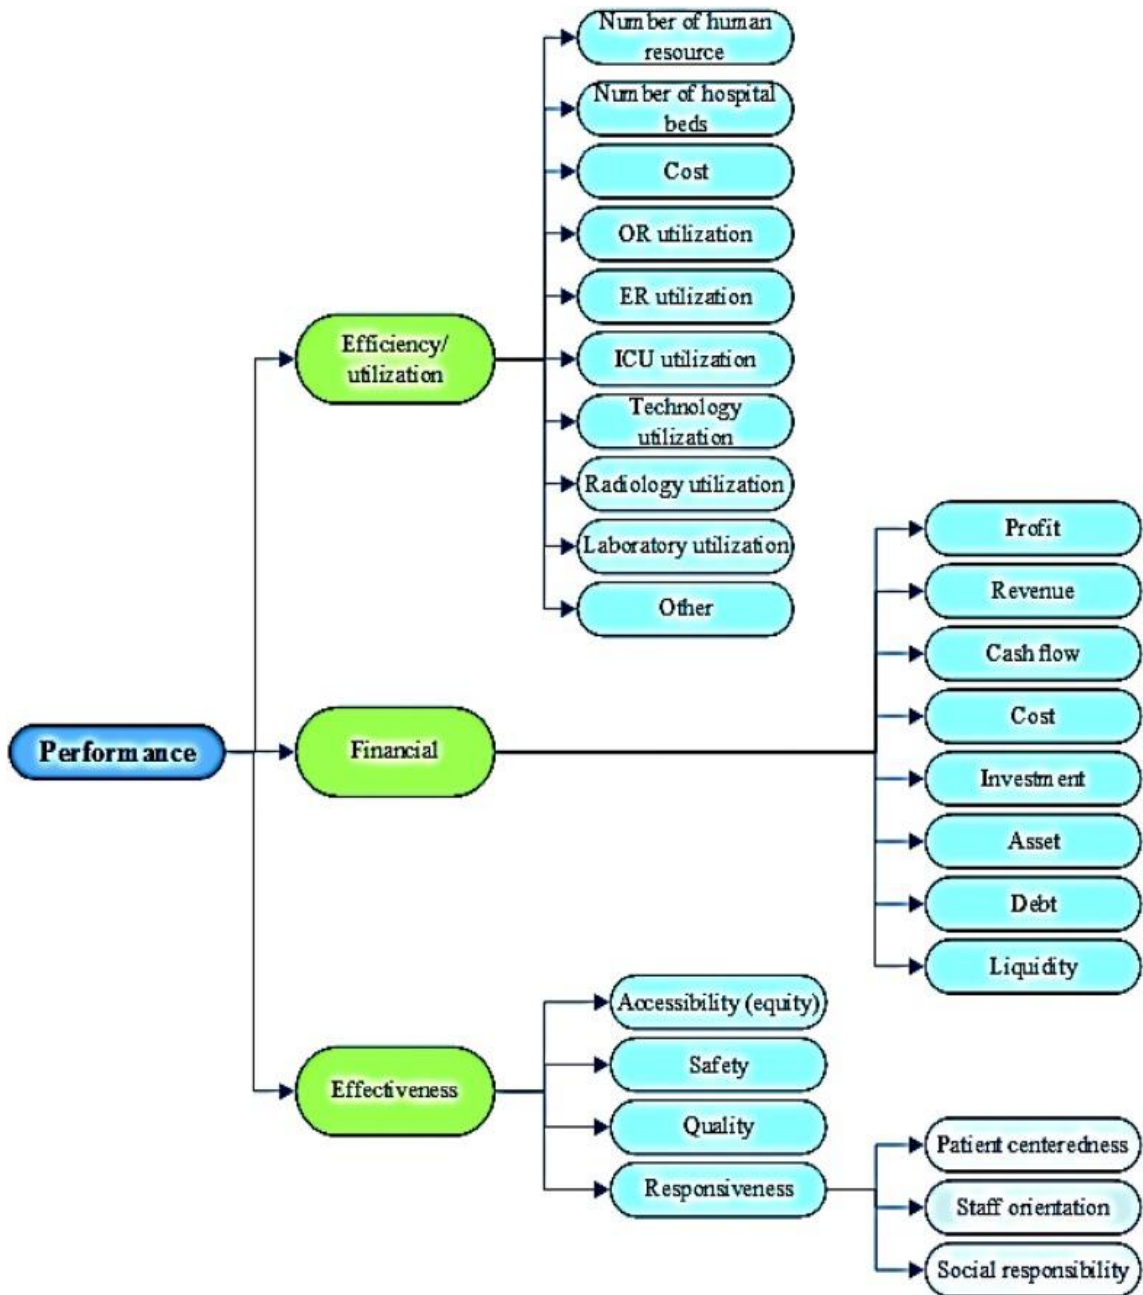 Number of human
resource
Number of hospital
beds
Cost
OR utilization
ER utilization
Efficiency/
utilization
ICU utilization
Technology
utilization
Radiology utilization
Laboratory utilization
Other
Profit
Revenue
Cash flow
Cost
Performance
Financial
Investment
Asset
Debt
Liquidity
Accessibility (equity)
Safety
Effectiveness
Quality
Responsiveness
Patient centeredness
Staff orientation
Social responsibility